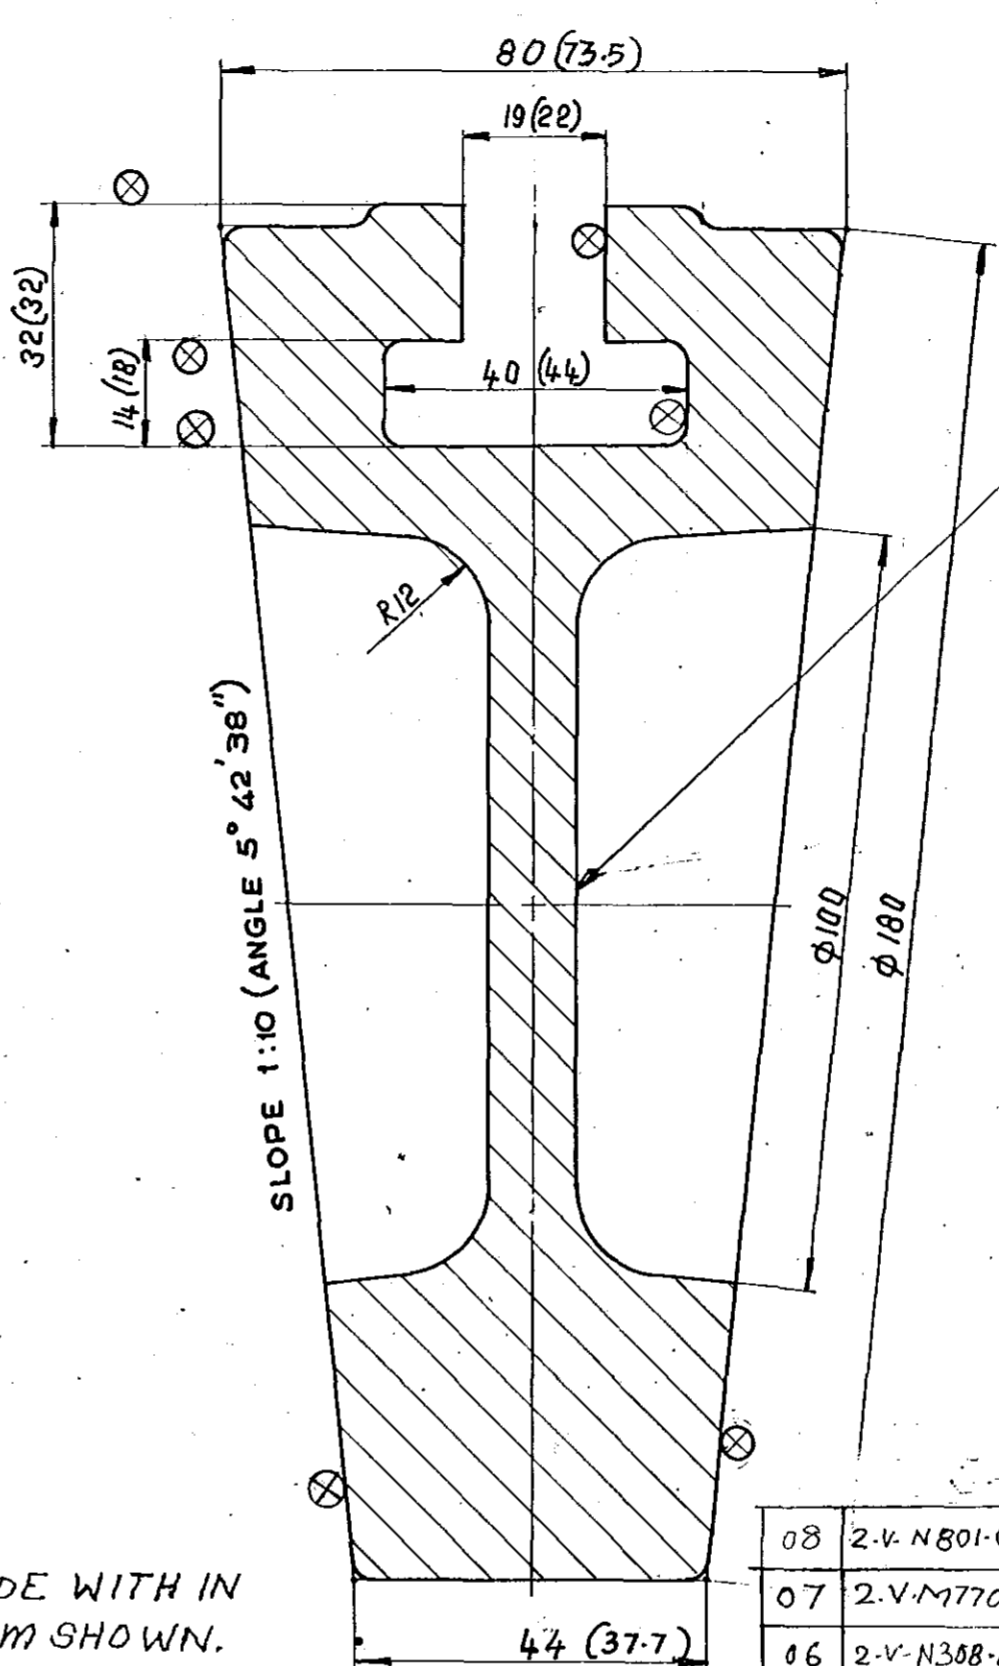 80 (73.5)
19 (22)
32 (32)
14 (18)
40 (44)
R12
SLOPE 1:10 (ANGLE 5° 42' 38")
ϕ100
ϕ180
DE WITH IN
M SHOWN.
44 (37.7)
08 2.V. N801-
07 2.V.M770
06 2-V-N308-